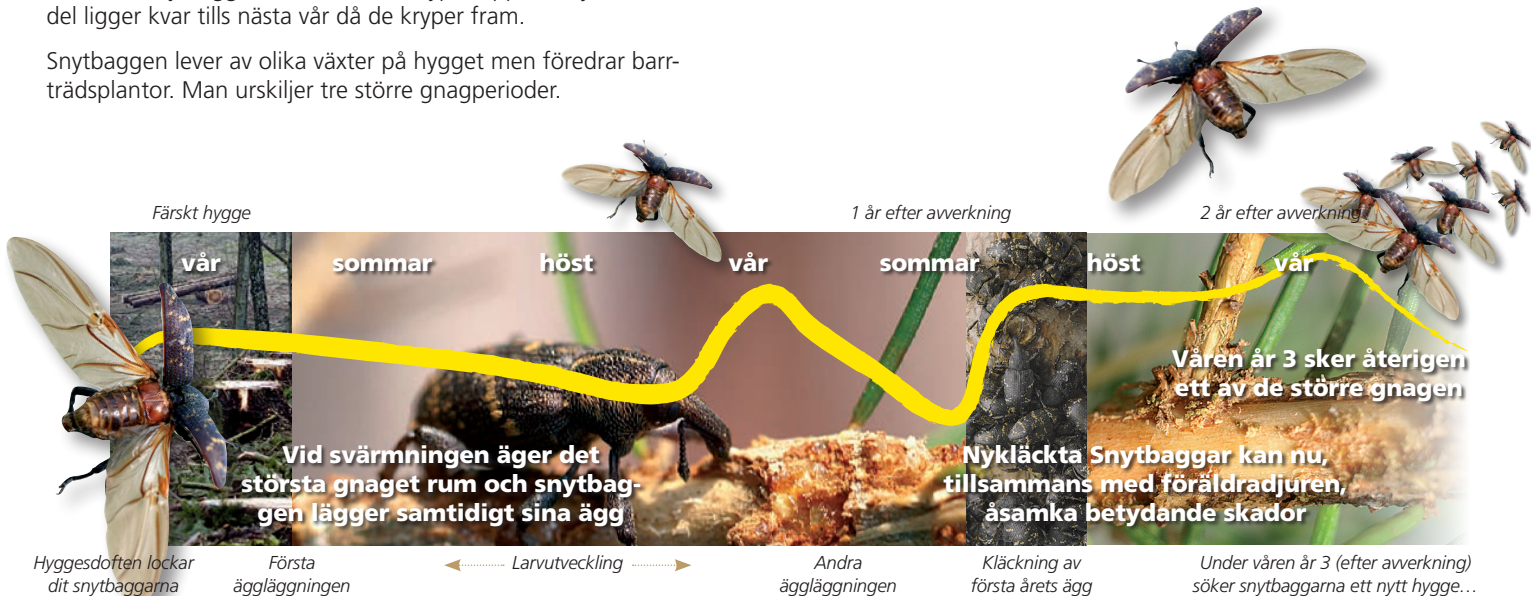 del ligger kvar tills nästa vår då de kryper fram.
Snytbaggen lever av olika växter på hygget men föredrar barr-
trädsplantor. Man urskiljer tre större gnagperioder.
Färskt hygge
1 år efter avverkning
2 år efter avverkning
vår
sommar
höst
vår
sommar
höst
vår
Våren år 3 sker återigen
ett av de större gnagen
Vid svärmningen äger det
största gnaget rum och snytbag-
gen lägger samtidigt sina ägg
Nykläckta Snytbaggar kan nu,
tillsammans med föräldradjuren,
åsamka betydande skador
Hyggesdoften lockar
dit snytbaggarna
Första
äggläggningen
Larvutveckling
Andra
äggläggningen
Kläckning av
första årets ägg
Under våren år 3 (efter avverkning)
söker snytbaggarna ett nytt hygge…